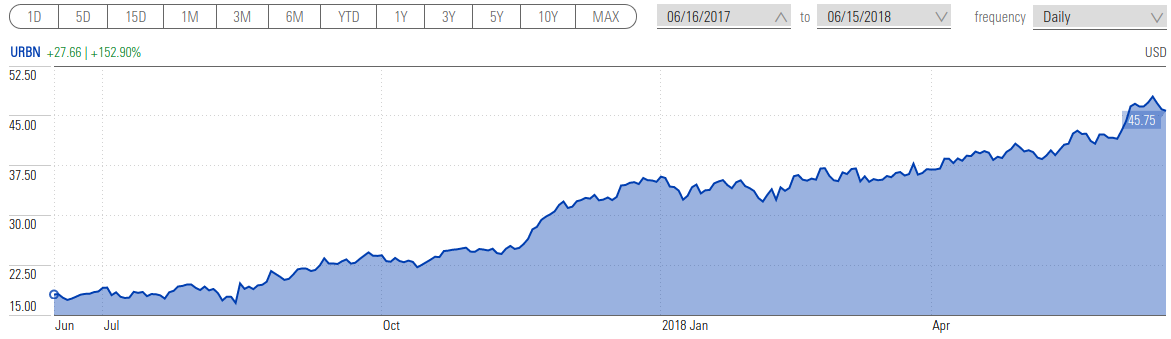 1D 5D 15D 1M 3M 6M YTD 1Y 3Y 5Y 10Y MAX 06/16/2017 to 06/15/2018 frequency Daily
URBN +27.66 | +152.90% USD
52.50
45.00
45.75
37.50
30.00
22.50
15.00
Jun Jul Oct 2018 Jan Apr